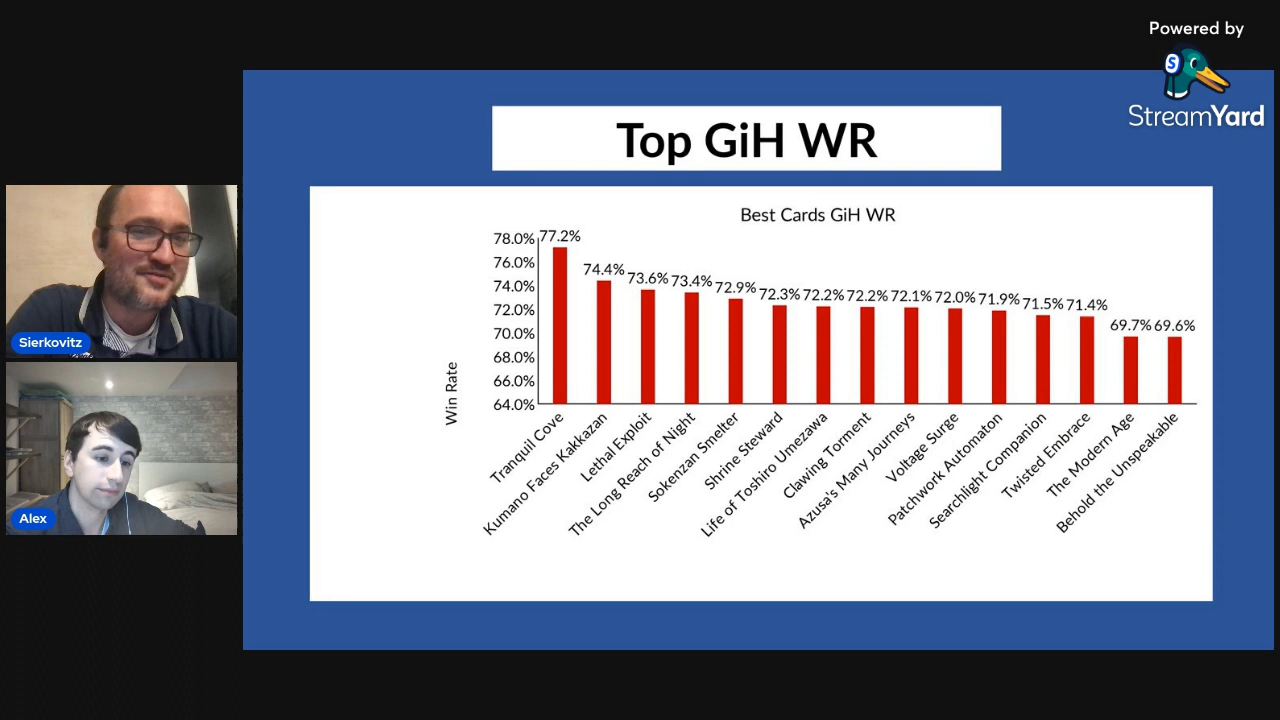 Powered by
S
StreamYard
Top GiH WR
Best Cards GiH WR
78.0%
76.0%
74.0%
72.0%
70.0%
68.0%
66.0%
64.0%
Win Rate
77.2%
74.4%
73.6%
73.4%
72.9%
72.3%
72.2%
72.2%
72.1%
72.0%
71.9%
71.5%
71.4%
69.7%
69.6%
Tranquil Cove
Kumano Faces Kakkazan
Lethal Exploit
The Long Reach of Night
Sokenzan Smelter
Shrine Steward
Life of Toshiro Umezawa
Clawing Torment
Azusa's Many Journeys
Voltage Surge
Patchwork Automaton
Searchlight Companion
Twisted Embrace
The Modern Age
Behold the Unspeakable
Sierkovitz
Alex